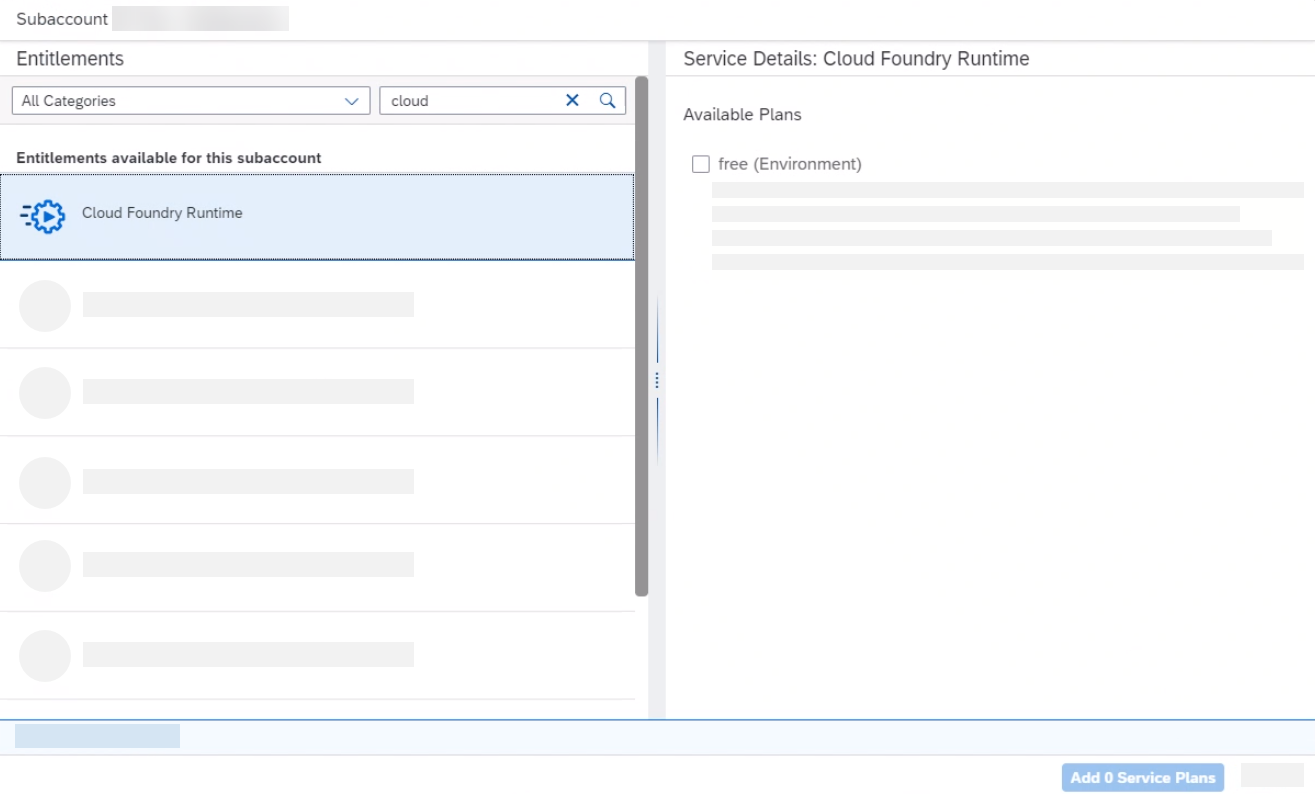 Subaccount
Entitlements
All Categories
cloud
Entitlements available for this subaccount
Cloud Foundry Runtime
Service Details: Cloud Foundry Runtime
Available Plans
free (Environment)
Add 0 Service Plans